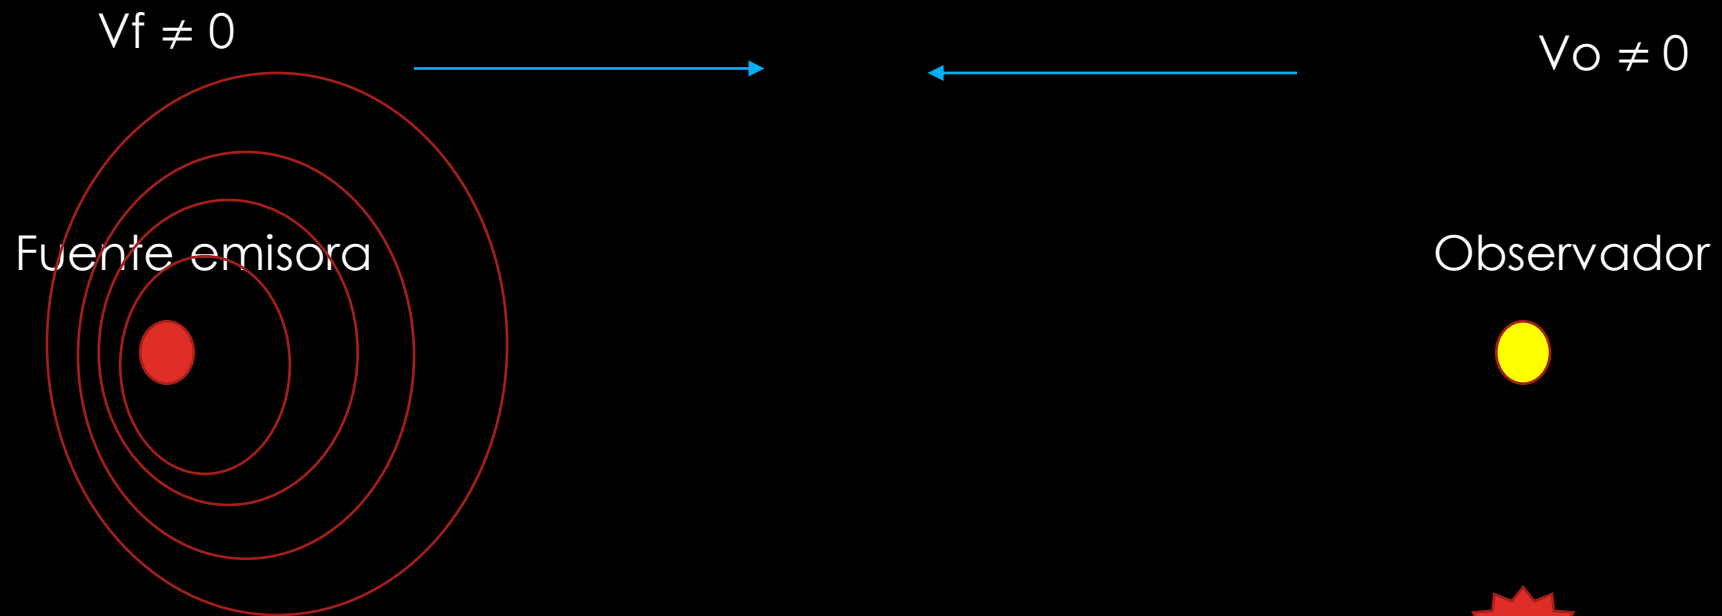 Vf ≠ 0
Vo ≠ 0
Fuente emisora
Observador